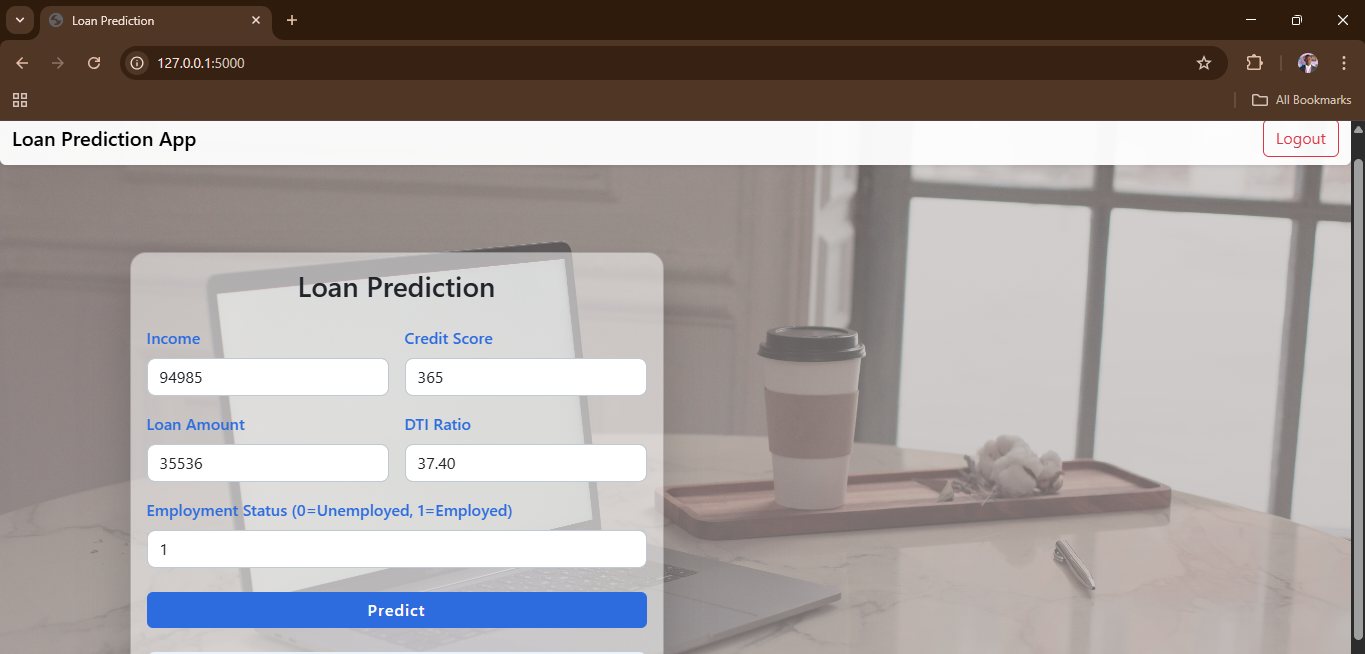 Loan Prediction
127.0.0.1:5000
All Bookmarks
Loan Prediction App
Logout
Loan Prediction
Income
Credit Score
94985
365
Loan Amount
DTI Ratio
35536
37.40
Employment Status (0=Unemployed, 1=Employed)
1
Predict